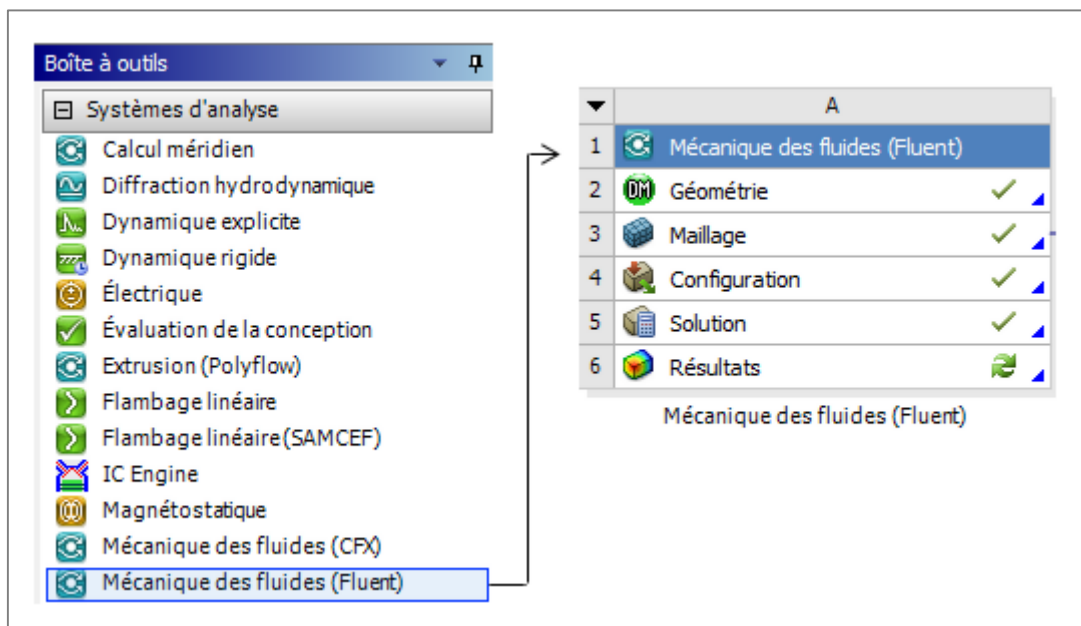 Boîte à outils
Systèmes d'analyse
Calcul méridien
Diffraction hydrodynamique
Dynamique explicite
Dynamique rigide
Électrique
Évaluation de la conception
Extrusion (Polyflow)
Flambage linéaire
Flambage linéaire (SAMCEF)
IC Engine
Magnétostatique
Mécanique des fluides (CFX)
Mécanique des fluides (Fluent)
A
1 Mécanique des fluides (Fluent)
2 DM Géométrie
3 Maillage
4 Configuration
5 Solution
6 Résultats
Mécanique des fluides (Fluent)